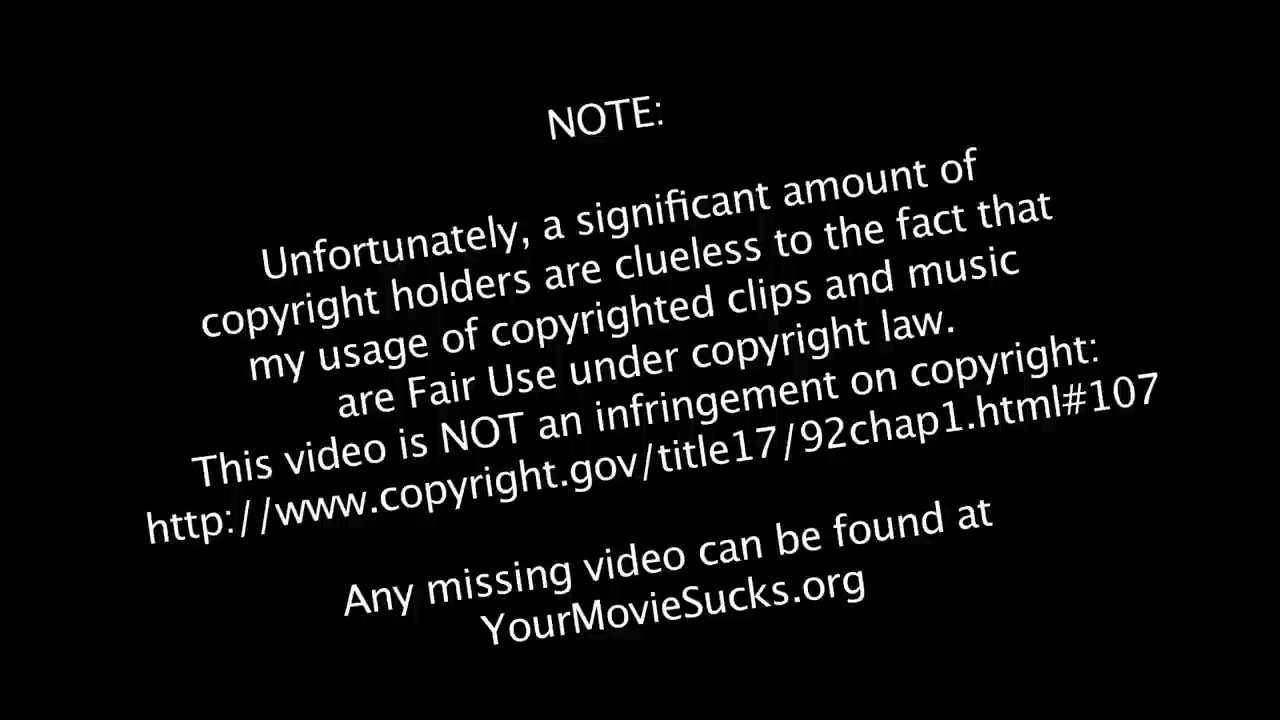 NOTE:
Unfortunately, a significant amount of
copyright holders are clueless to the fact that
my usage of copyrighted clips and music
are Fair Use under copyright law.
This video is NOT an infringement on copyright:
http://www.copyright.gov/title17/92chap1.html#107
Any missing video can be found at
YourMovieSucks.org